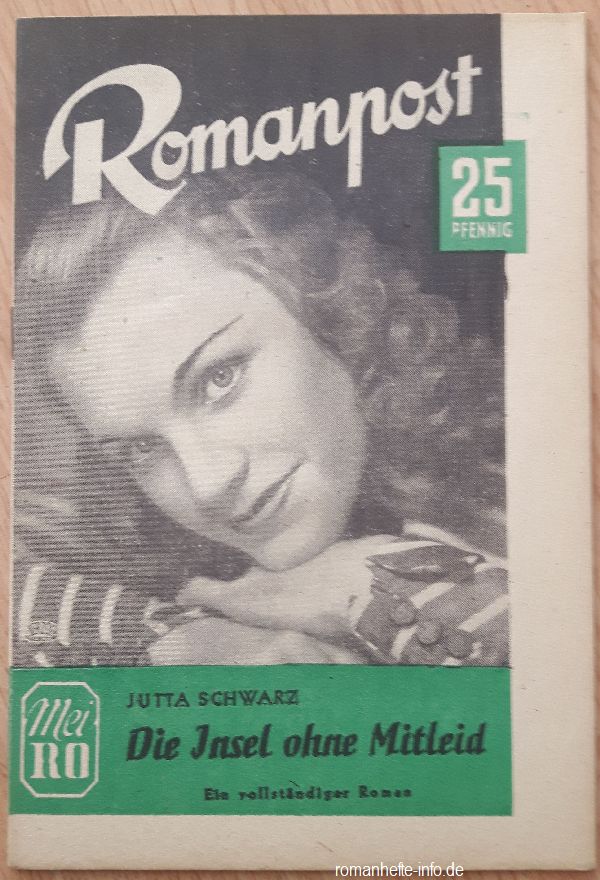 Romanpost
25
PFENNIG
Mei
RO
JUTTA SCHWARZ
Die Insel ohne Mitleid
Ein vollständiger Roman
romanhefte-info.de